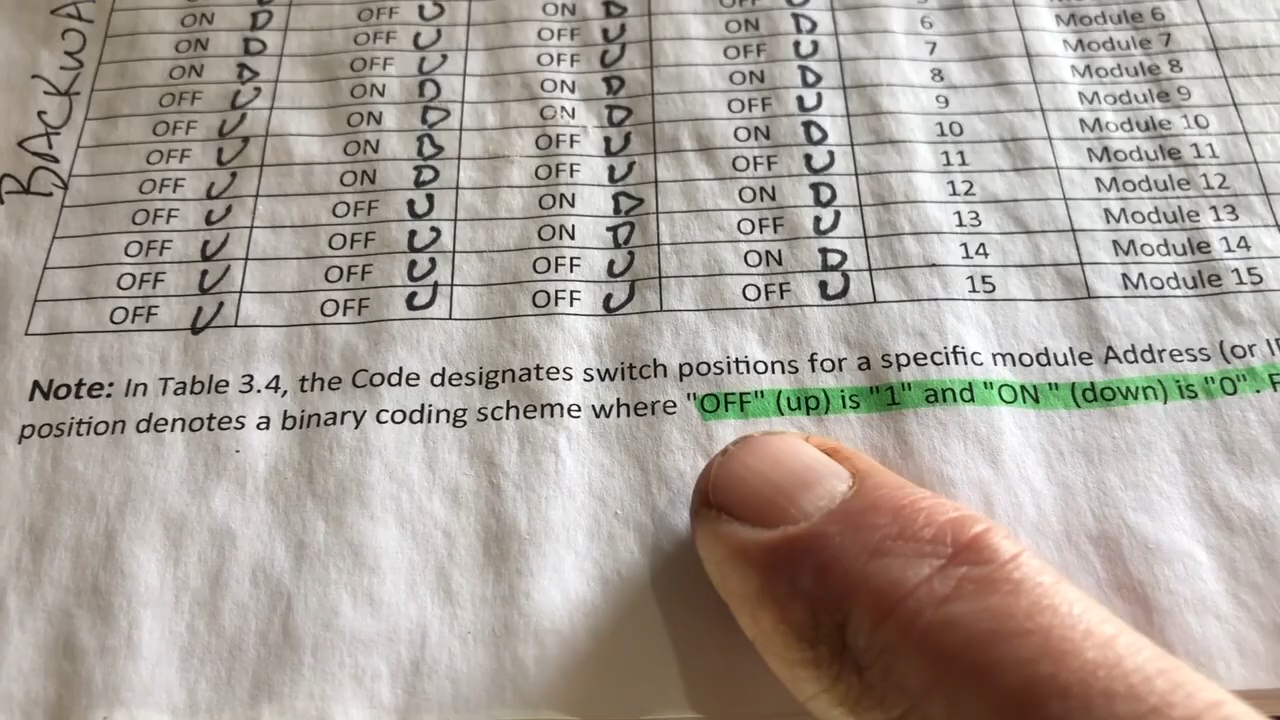 BACKWA
ON D OFF U ON D OFF U
ON D OFF U OFF U ON D 6 Module 6
ON D OFF U OFF U OFF U 7 Module 7
OFF U ON D ON D ON D 8 Module 8
OFF U ON D ON D OFF U 9 Module 9
OFF U ON D OFF U ON D 10 Module 10
OFF U ON D OFF U OFF U 11 Module 11
OFF U OFF U ON D ON D 12 Module 12
OFF U OFF U ON D OFF U 13 Module 13
OFF U OFF U OFF U ON D 14 Module 14
OFF U OFF U OFF U OFF U 15 Module 15
Note: In Table 3.4, the Code designates switch positions for a specific module Address (or I
position denotes a binary coding scheme where "OFF" (up) is "1" and "ON " (down) is "0". F